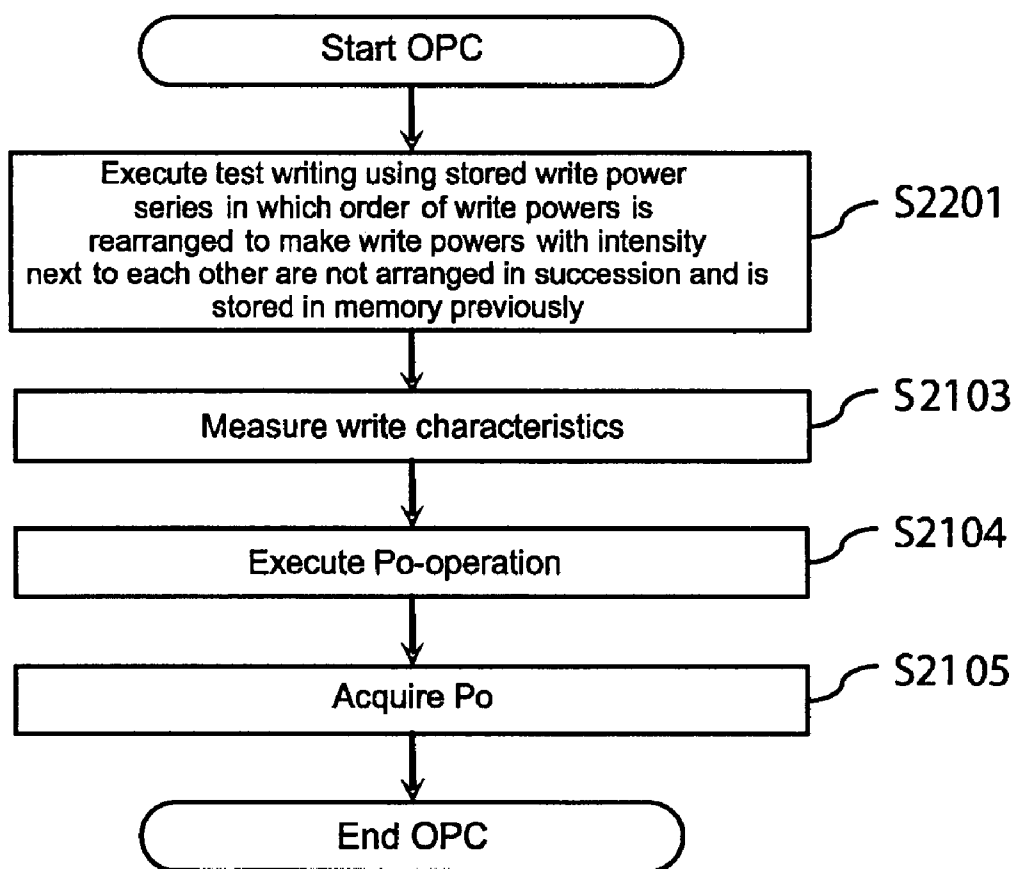 Start OPC
Execute test writing using stored write power
series in which order of write powers is
rearranged to make write powers with intensity
next to each other are not arranged in succession and is
stored in memory previously
S2201
Measure write characteristics
S2103
Execute Po-operation
S2104
Acquire Po
S2105
End OPC